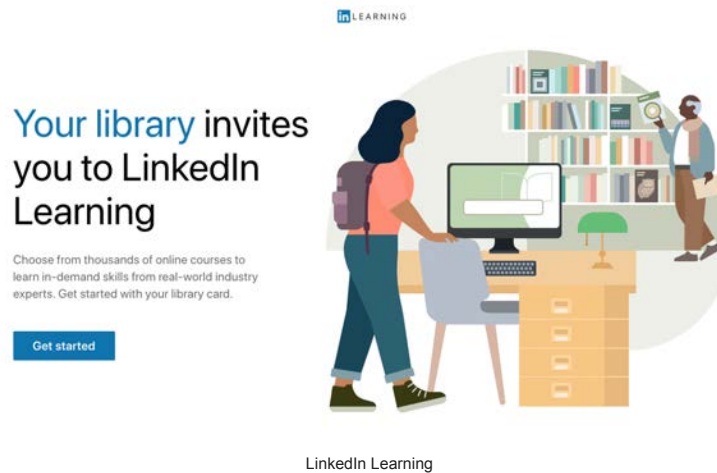 in LEARNING
Your library invites
you to LinkedIn
Learning
Choose from thousands of online courses to
learn in-demand skills from real-world industry
experts. Get started with your library card.
Get started
LinkedIn Learning